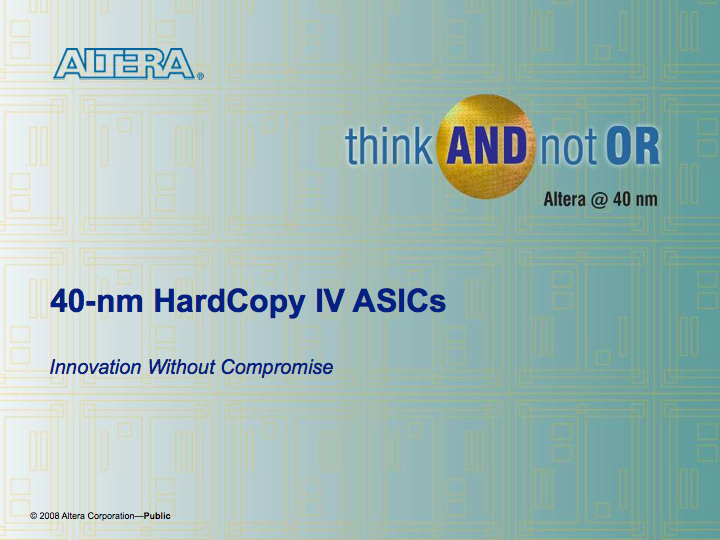 ALTERA®
think AND not OR
Altera @ 40 nm
40-nm HardCopy IV ASICs
Innovation Without Compromise
© 2008 Altera Corporation—Public